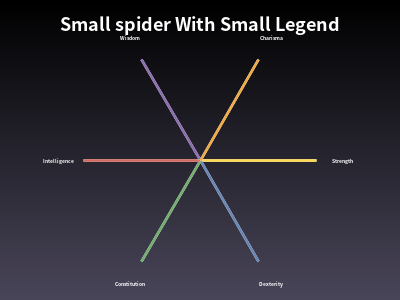 Small spider With Small Legend
Wisdom
Charisma
Intelligence
Strength
Constitution
Dexterity